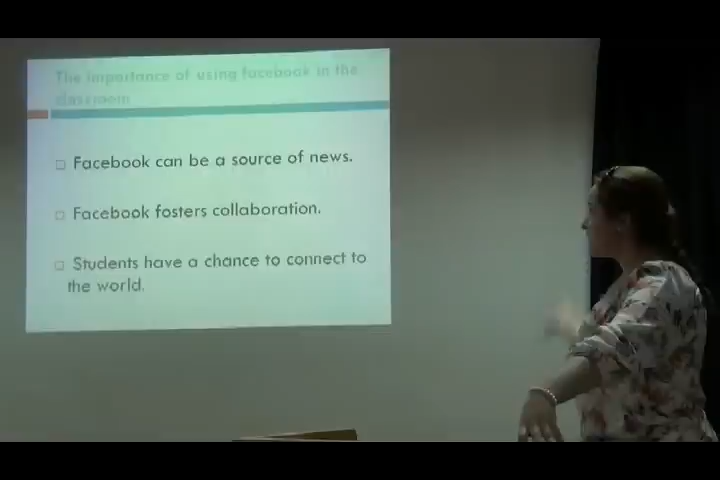 The importance of using facebook in the
classroom
Facebook can be a source of news.
Facebook fosters collaboration.
Students have a chance to connect to
the world.